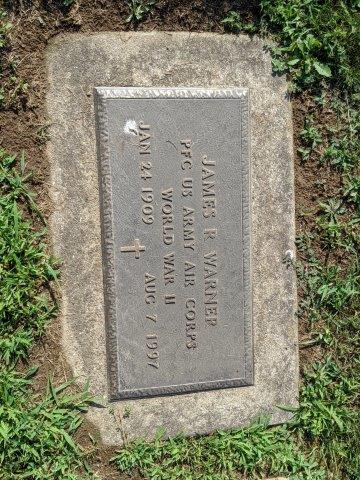 JAMES R WARNER
PFC US ARMY AIR CORPS
WORLD WAR II
JAN 24 1909 AUG 7 1997